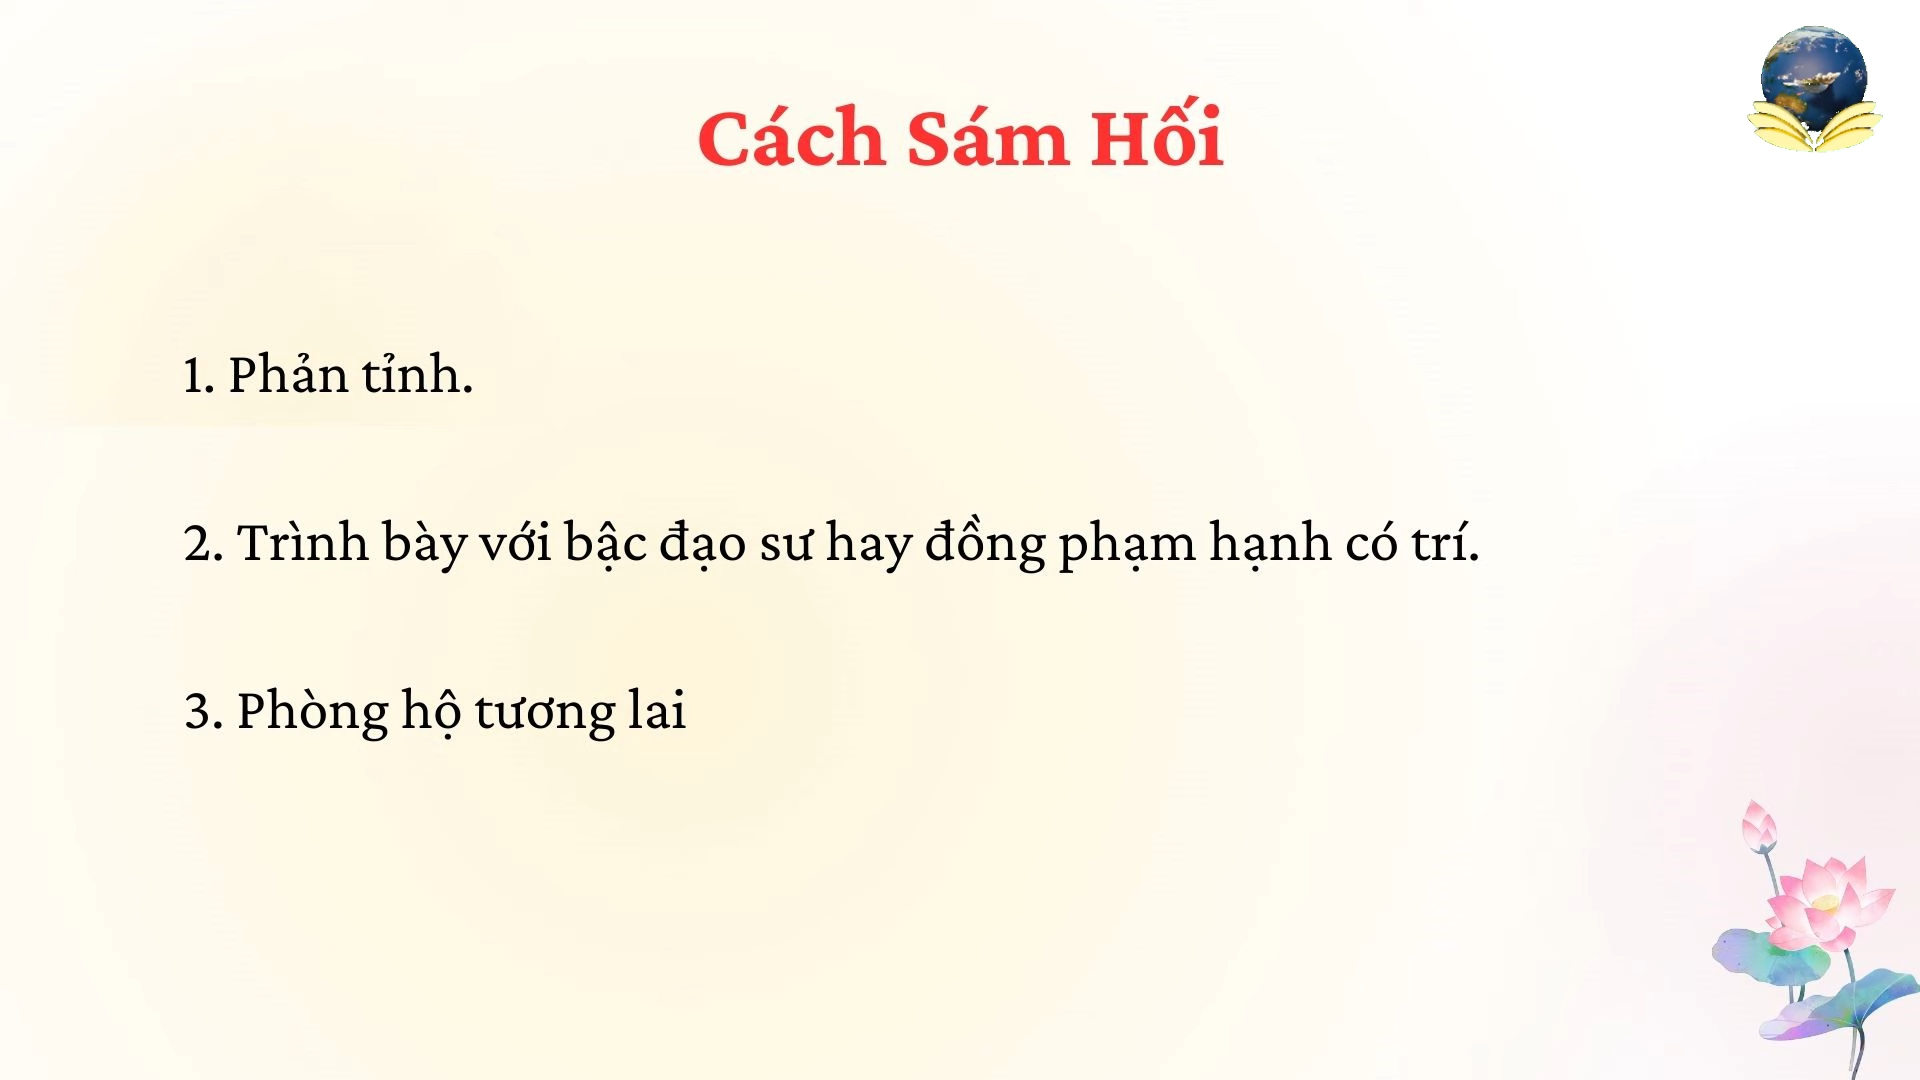 Cách Sám Hối
1. Phản tỉnh.
2. Trình bày với bậc đạo sư hay đồng phạm hạnh có trí.
3. Phòng hộ tương lai